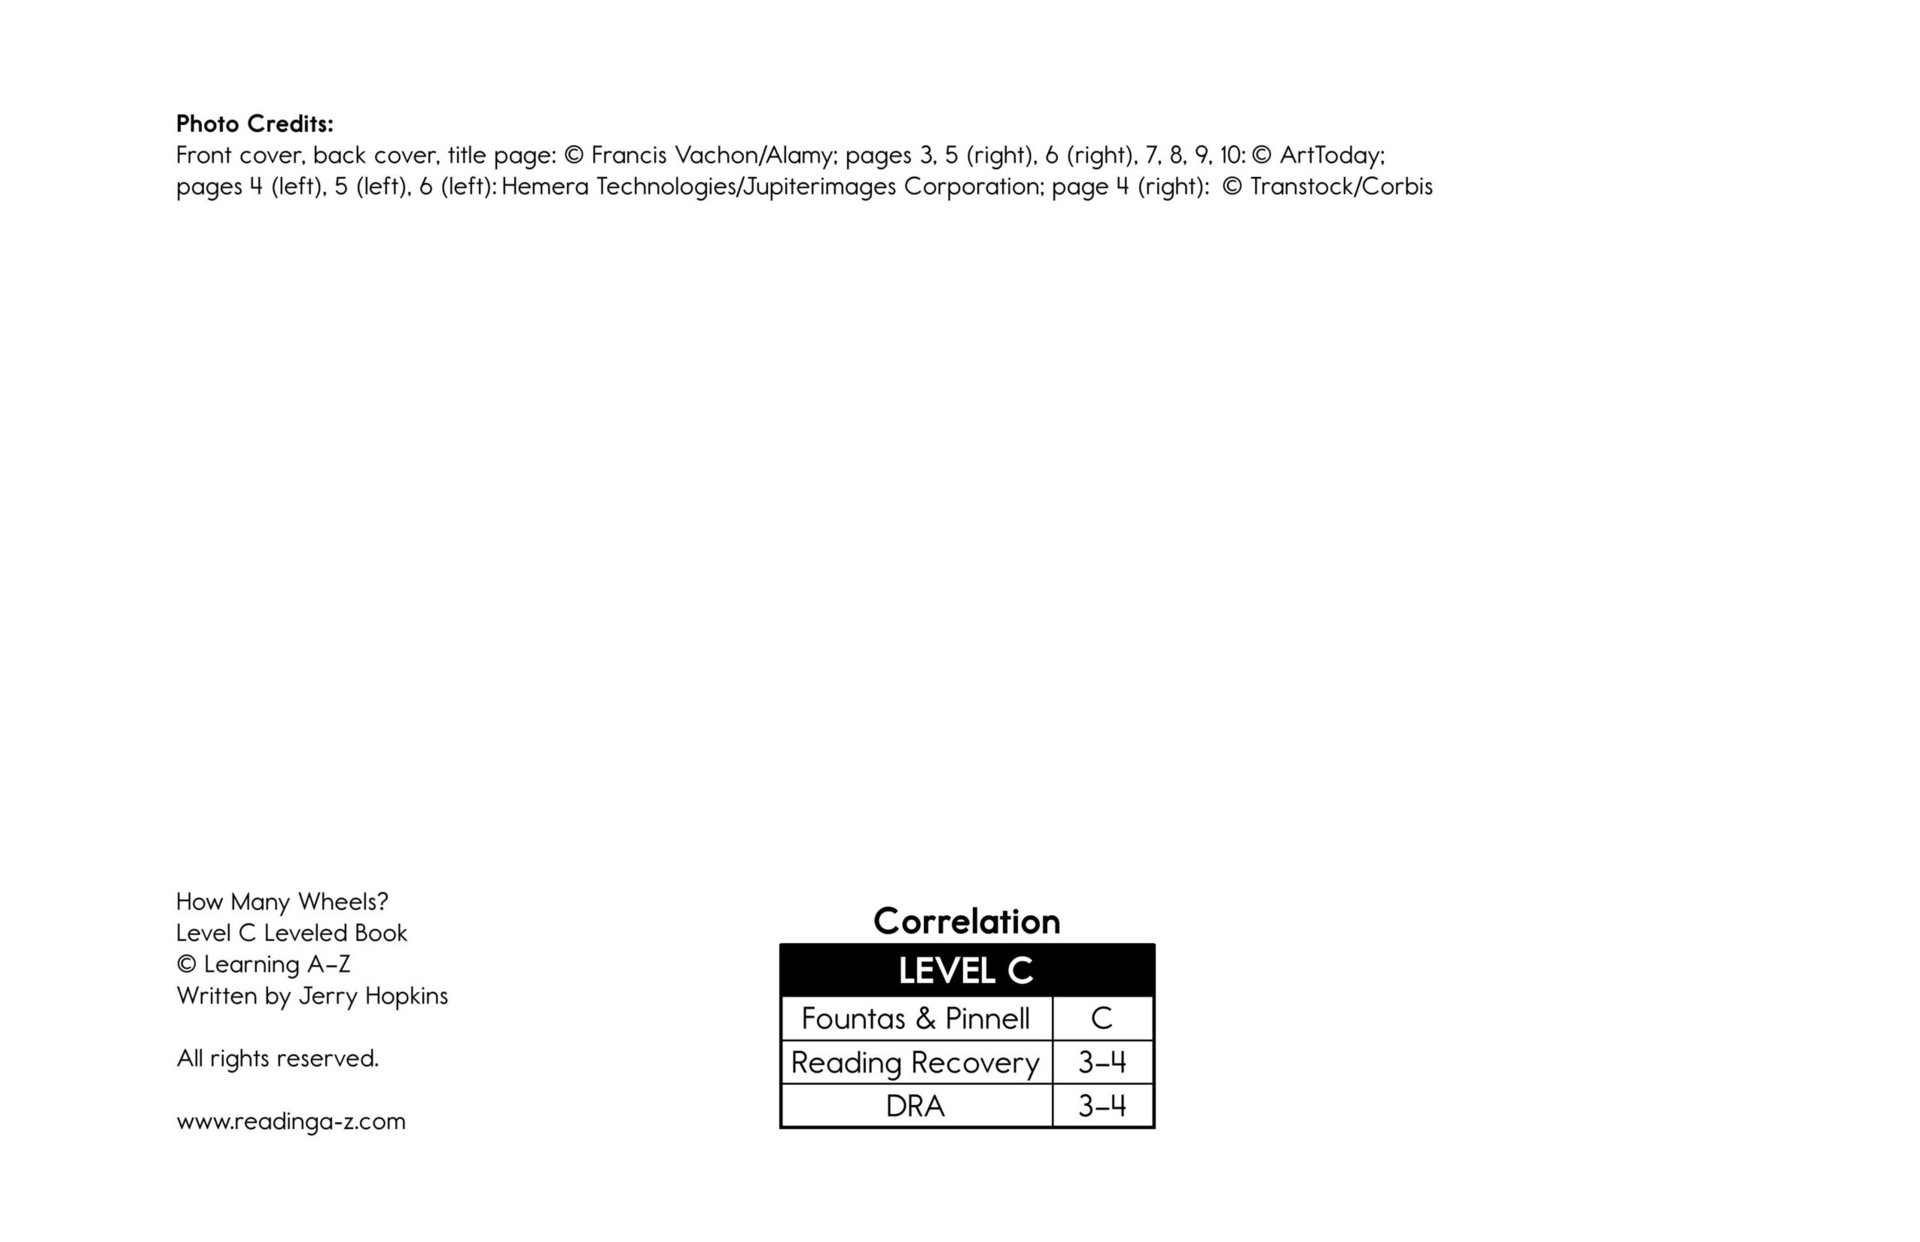 Photo Credits:
Front cover, back cover, title page: © Francis Vachon/Alamy; pages 3, 5 (right), 6 (right), 7, 8, 9, 10: © ArtToday;
pages 4 (left), 5 (left), 6 (left): Hemera Technologies/Jupiterimages Corporation; page 4 (right): © Transtock/Corbis
How Many Wheels?
Level C Leveled Book
© Learning A–Z
Written by Jerry Hopkins
All rights reserved.
www.readinga-z.com
Correlation
LEVEL C
Fountas & Pinnell C
Reading Recovery 3–4
DRA 3–4